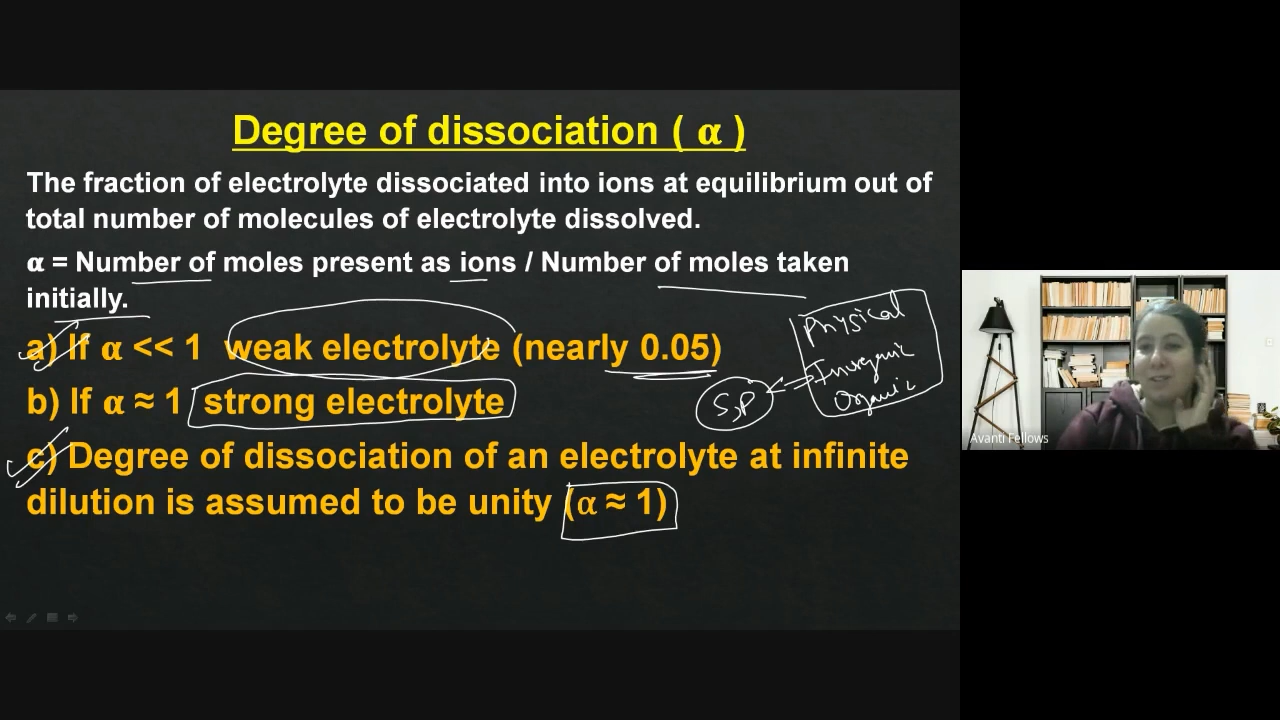 Degree of dissociation ( α )
The fraction of electrolyte dissociated into ions at equilibrium out of
total number of molecules of electrolyte dissolved.
α = Number of moles present as ions / Number of moles taken
initially.
a) If α << 1 weak electrolyte (nearly 0.05)
b) If α ≈ 1 strong electrolyte
c) Degree of dissociation of an electrolyte at infinite
dilution is assumed to be unity (α ≈ 1)
Physical
Inorganic
Organic
S,P
Avanti Fellows